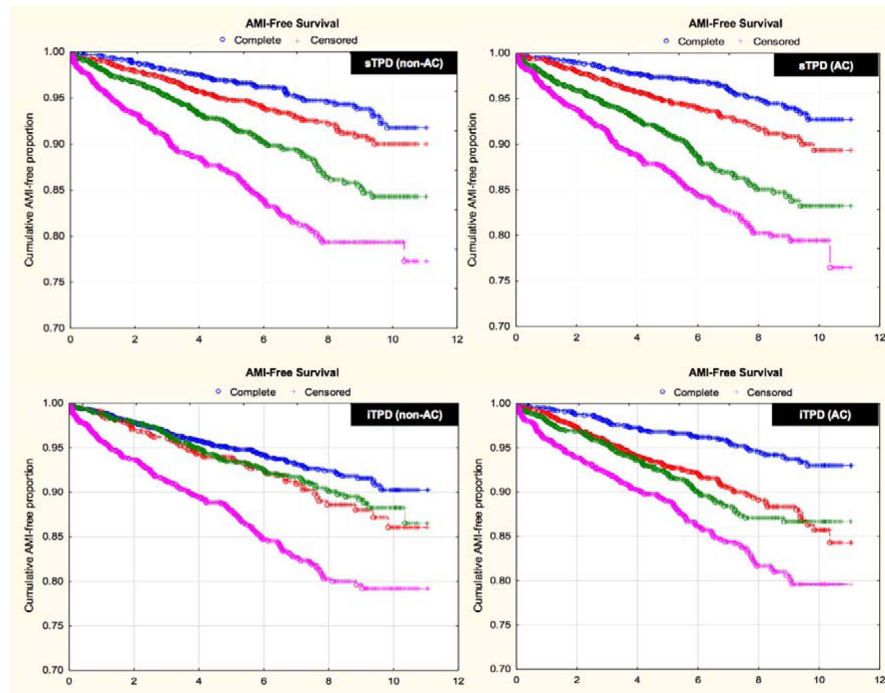 AMI-Free Survival
Complete Censored
sTPD (non-AC)
Cumulative AMI-free proportion
1.00
0.95
0.90
0.85
0.80
0.75
0.70
0 2 4 6 8 10 12
AMI-Free Survival
Complete Censored
sTPD (AC)
Cumulative AMI-free proportion
1.00
0.95
0.90
0.85
0.80
0.75
0.70
0 2 4 6 8 10 12
AMI-Free Survival
Complete Censored
iTPD (non-AC)
Cumulative AMI-free proportion
1.00
0.95
0.90
0.85
0.80
0.70
0 2 4 6 8 10 12
AMI-Free Survival
Complete Censored
iTPD (AC)
Cumulative AMI-free proportion
1.00
0.95
0.90
0.85
0.80
0.70
0 2 4 6 8 10 12